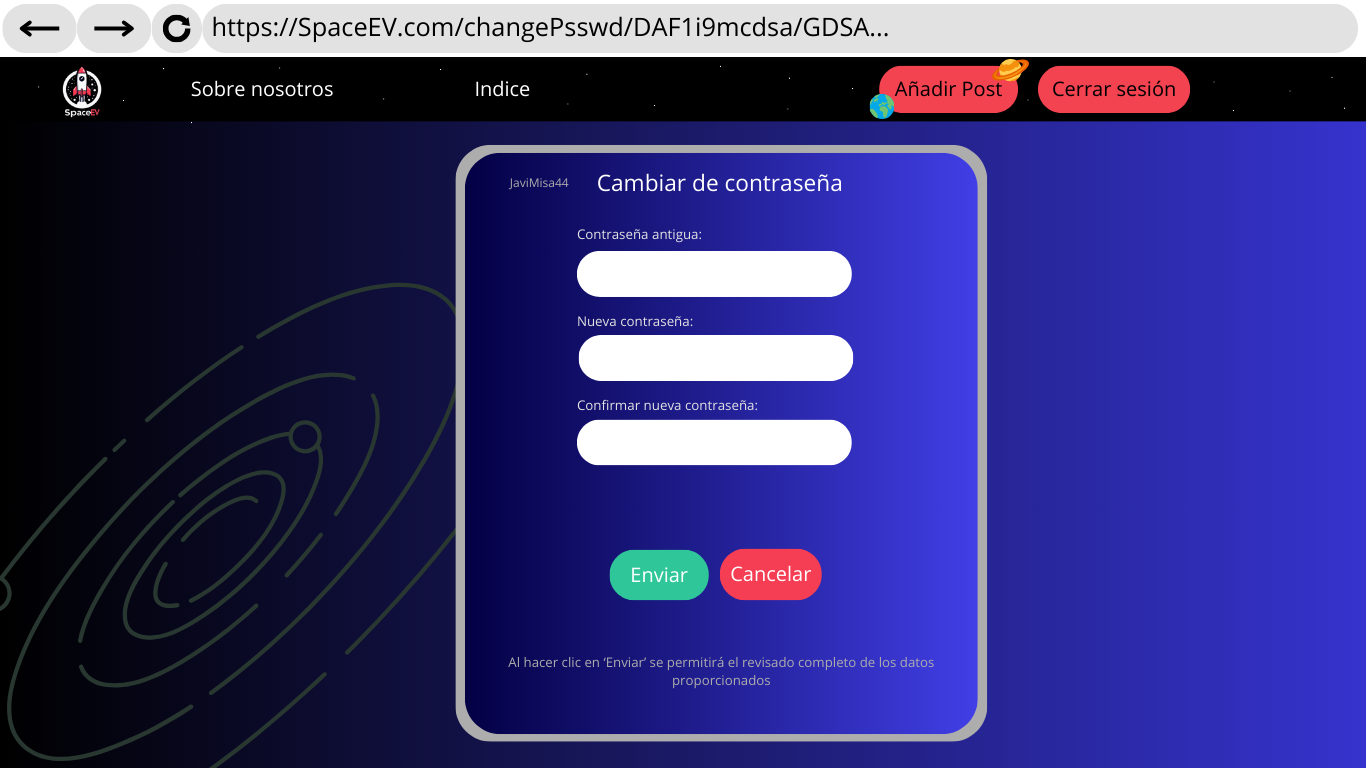 https://SpaceEV.com/changePsswd/DAF1i9mcdsa/GDSA...
SpaceEV
Sobre nosotros
Indice
Añadir Post
Cerrar sesión
JaviMisa44
Cambiar de contraseña
Contraseña antigua:
Nueva contraseña:
Confirmar nueva contraseña:
Enviar
Cancelar
Al hacer clic en ‘Enviar’ se permitirá el revisado completo de los datos
proporcionados